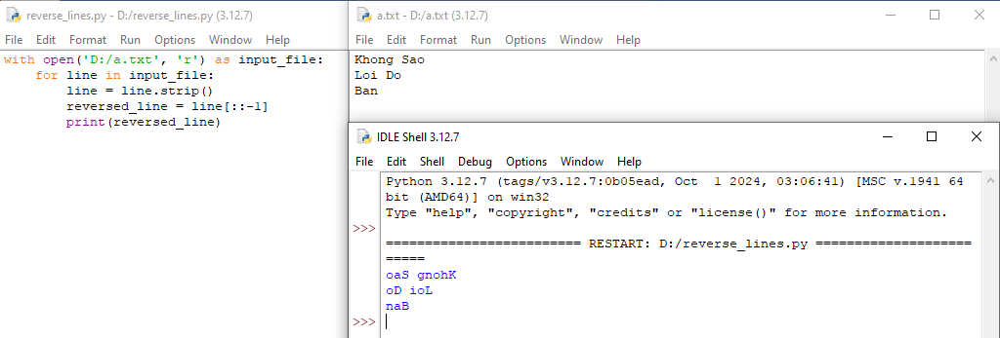 reverse_lines.py - D:/reverse_lines.py (3.12.7)
File Edit Format Run Options Window Help
with open('D:/a.txt', 'r') as input_file:
    for line in input_file:
        line = line.strip()
        reversed_line = line[::-1]
        print(reversed_line)
a.txt - D:/a.txt (3.12.7)
File Edit Format Run Options Window Help
Khong Sao
Loi Do
Ban
IDLE Shell 3.12.7
File Edit Shell Debug Options Window Help
Python 3.12.7 (tags/v3.12.7:0b05ead, Oct  1 2024, 03:06:41) [MSC v.1941 64
bit (AMD64)] on win32
Type "help", "copyright", "credits" or "license()" for more information.
>>>
========================= RESTART: D:/reverse_lines.py ====================
=====
oaS gnohK
oD ioL
naB
>>>